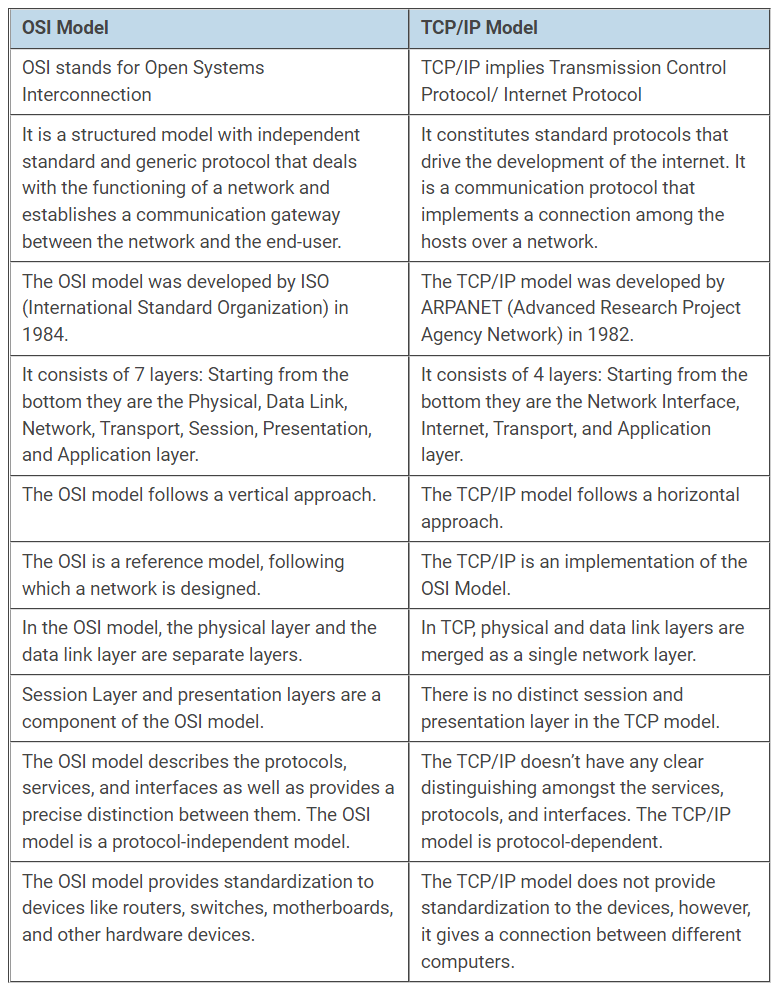 OSI Model
TCP/IP Model
OSI stands for Open Systems
Interconnection
TCP/IP implies Transmission Control
Protocol/ Internet Protocol
It is a structured model with independent
standard and generic protocol that deals
with the functioning of a network and
establishes a communication gateway
between the network and the end-user.
It constitutes standard protocols that
drive the development of the internet. It
is a communication protocol that
implements a connection among the
hosts over a network.
The OSI model was developed by ISO
(International Standard Organization) in
1984.
The TCP/IP model was developed by
ARPANET (Advanced Research Project
Agency Network) in 1982.
It consists of 7 layers: Starting from the
bottom they are the Physical, Data Link,
Network, Transport, Session, Presentation,
and Application layer.
It consists of 4 layers: Starting from the
bottom they are the Network Interface,
Internet, Transport, and Application
layer.
The OSI model follows a vertical approach.
The TCP/IP model follows a horizontal
approach.
The OSI is a reference model, following
which a network is designed.
The TCP/IP is an implementation of the
OSI Model.
In the OSI model, the physical layer and the
data link layer are separate layers.
In TCP, physical and data link layers are
merged as a single network layer.
Session Layer and presentation layers are a
component of the OSI model.
There is no distinct session and
presentation layer in the TCP model.
The OSI model describes the protocols,
services, and interfaces as well as provides a
precise distinction between them. The OSI
model is a protocol-independent model.
The TCP/IP doesn’t have any clear
distinguishing amongst the services,
protocols, and interfaces. The TCP/IP
model is protocol-dependent.
The OSI model provides standardization to
devices like routers, switches, motherboards,
and other hardware devices.
The TCP/IP model does not provide
standardization to the devices, however,
it gives a connection between different
computers.